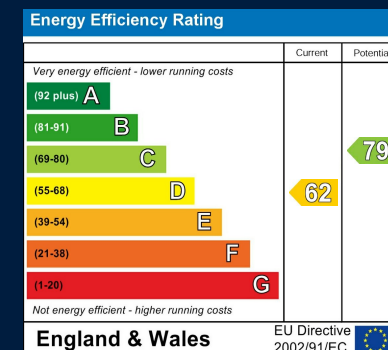 Energy Efficiency Rating
Current Potentia
Very energy efficient - lower running costs
(92 plus) A
(81-91) B
(69-80) C
79
(55-68) D
62
(39-54) E
(21-38) F
(1-20) G
Not energy efficient - higher running costs
England & Wales
EU Directive
2002/91/EC